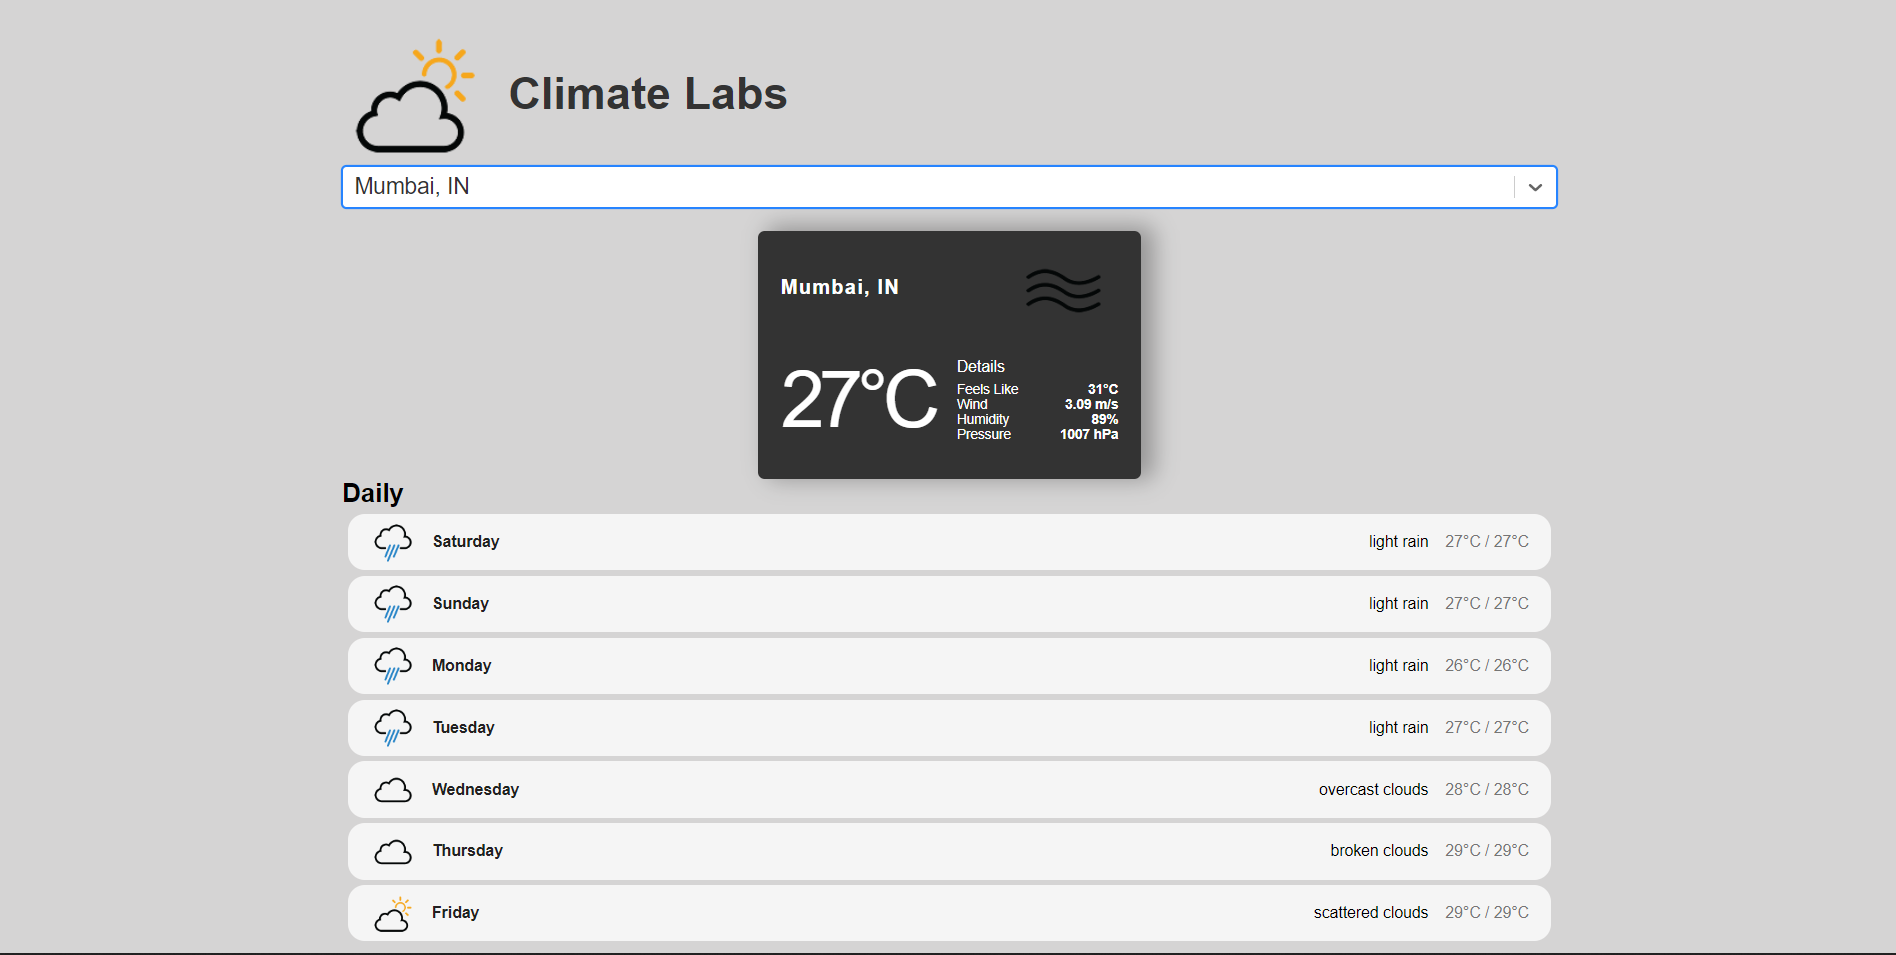 Climate Labs
Mumbai, IN
Mumbai, IN
27°C
Details
Feels Like 31°C
Wind 3.09 m/s
Humidity 89%
Pressure 1007 hPa
Daily
Saturday light rain 27°C / 27°C
Sunday light rain 27°C / 27°C
Monday light rain 26°C / 26°C
Tuesday light rain 27°C / 27°C
Wednesday overcast clouds 28°C / 28°C
Thursday broken clouds 29°C / 29°C
Friday scattered clouds 29°C / 29°C